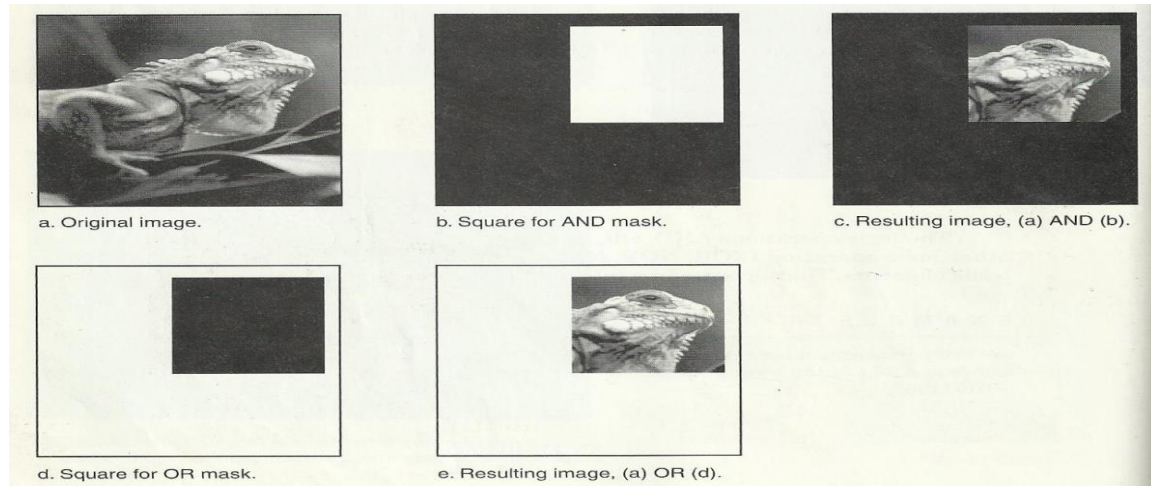 a. Original image.
b. Square for AND mask.
c. Resulting image, (a) AND (b).
d. Square for OR mask.
e. Resulting image, (a) OR (d).